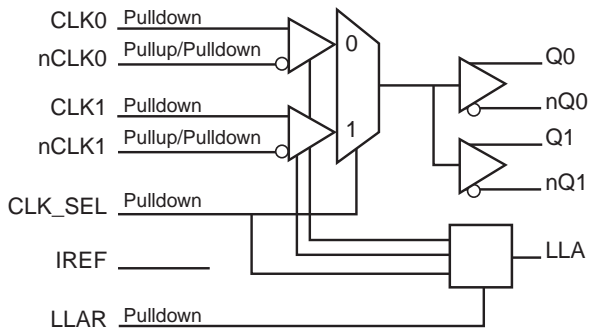 CLK0 Pulldown
nCLK0 Pullup/Pulldown
CLK1 Pulldown
nCLK1 Pullup/Pulldown
CLK_SEL Pulldown
IREF
LLAR Pulldown
0
1
Q0
nQ0
Q1
nQ1
LLA